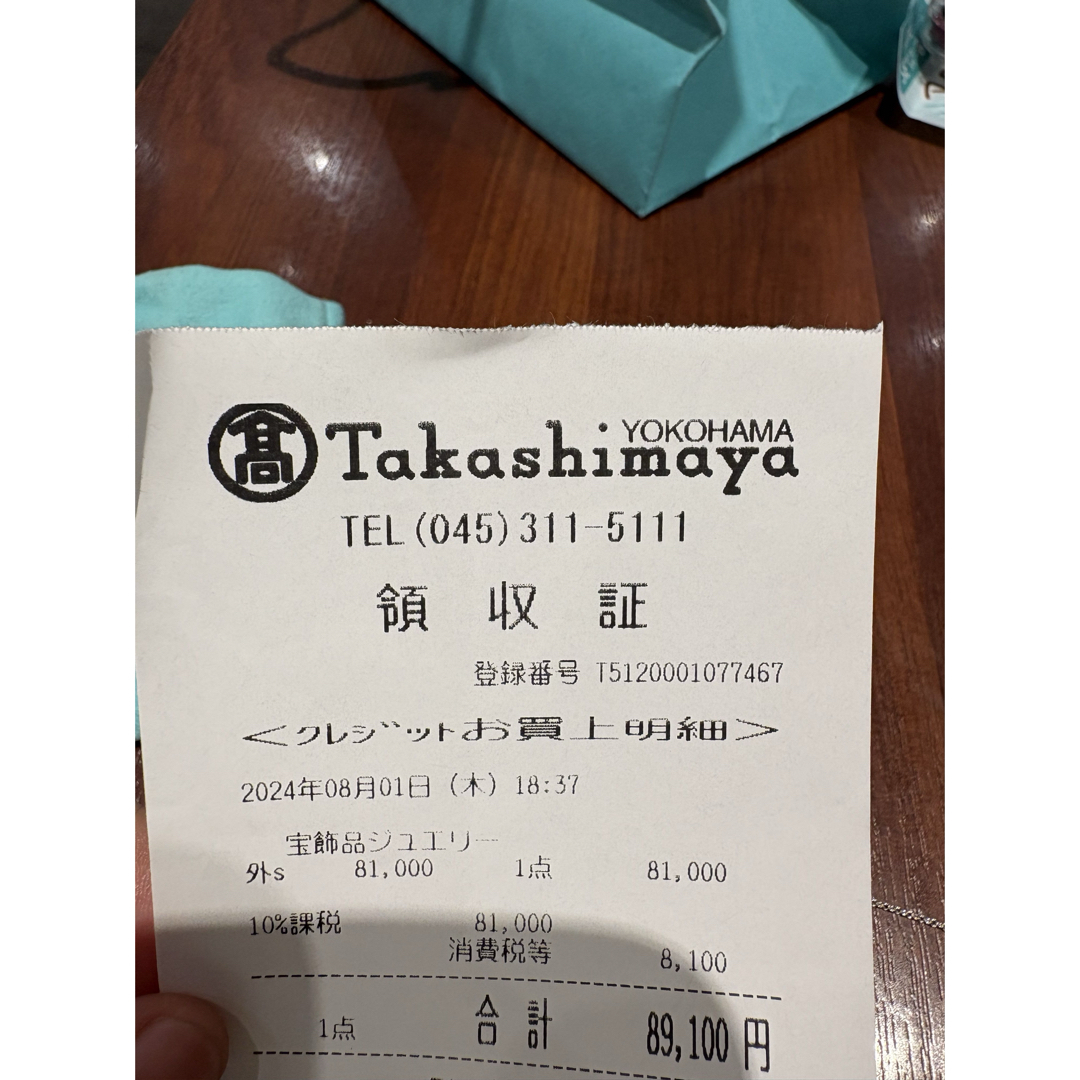 髙 Takashimaya YOKOHAMA
TEL(045)311-5111
領 収 証
登録番号 T5120001077467
<クレジットお買上明細>
2024年08月01日(木) 18:37
宝飾品ジュエリー
外s 81,000 1点 81,000
10%課税 81,000
消費税等 8,100
1点 合 計 89,100円